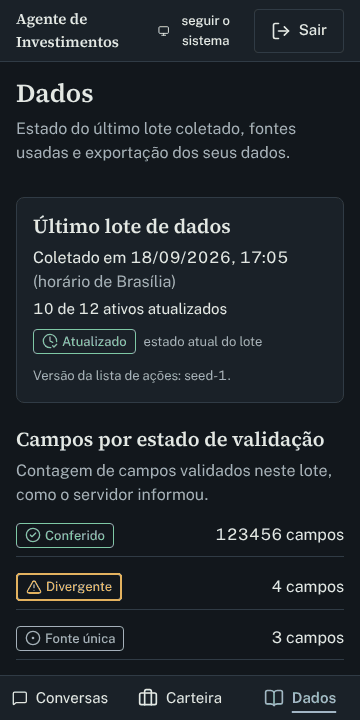 Agente de
Investimentos
seguir o
sistema
Sair
Dados
Estado do último lote coletado, fontes
usadas e exportação dos seus dados.
Último lote de dados
Coletado em 18/09/2026, 17:05
(horário de Brasília)
10 de 12 ativos atualizados
Atualizado estado atual do lote
Versão da lista de ações: seed-1.
Campos por estado de validação
Contagem de campos validados neste lote,
como o servidor informou.
Conferido 123456 campos
Divergente 4 campos
Fonte única 3 campos
Conversas Carteira Dados